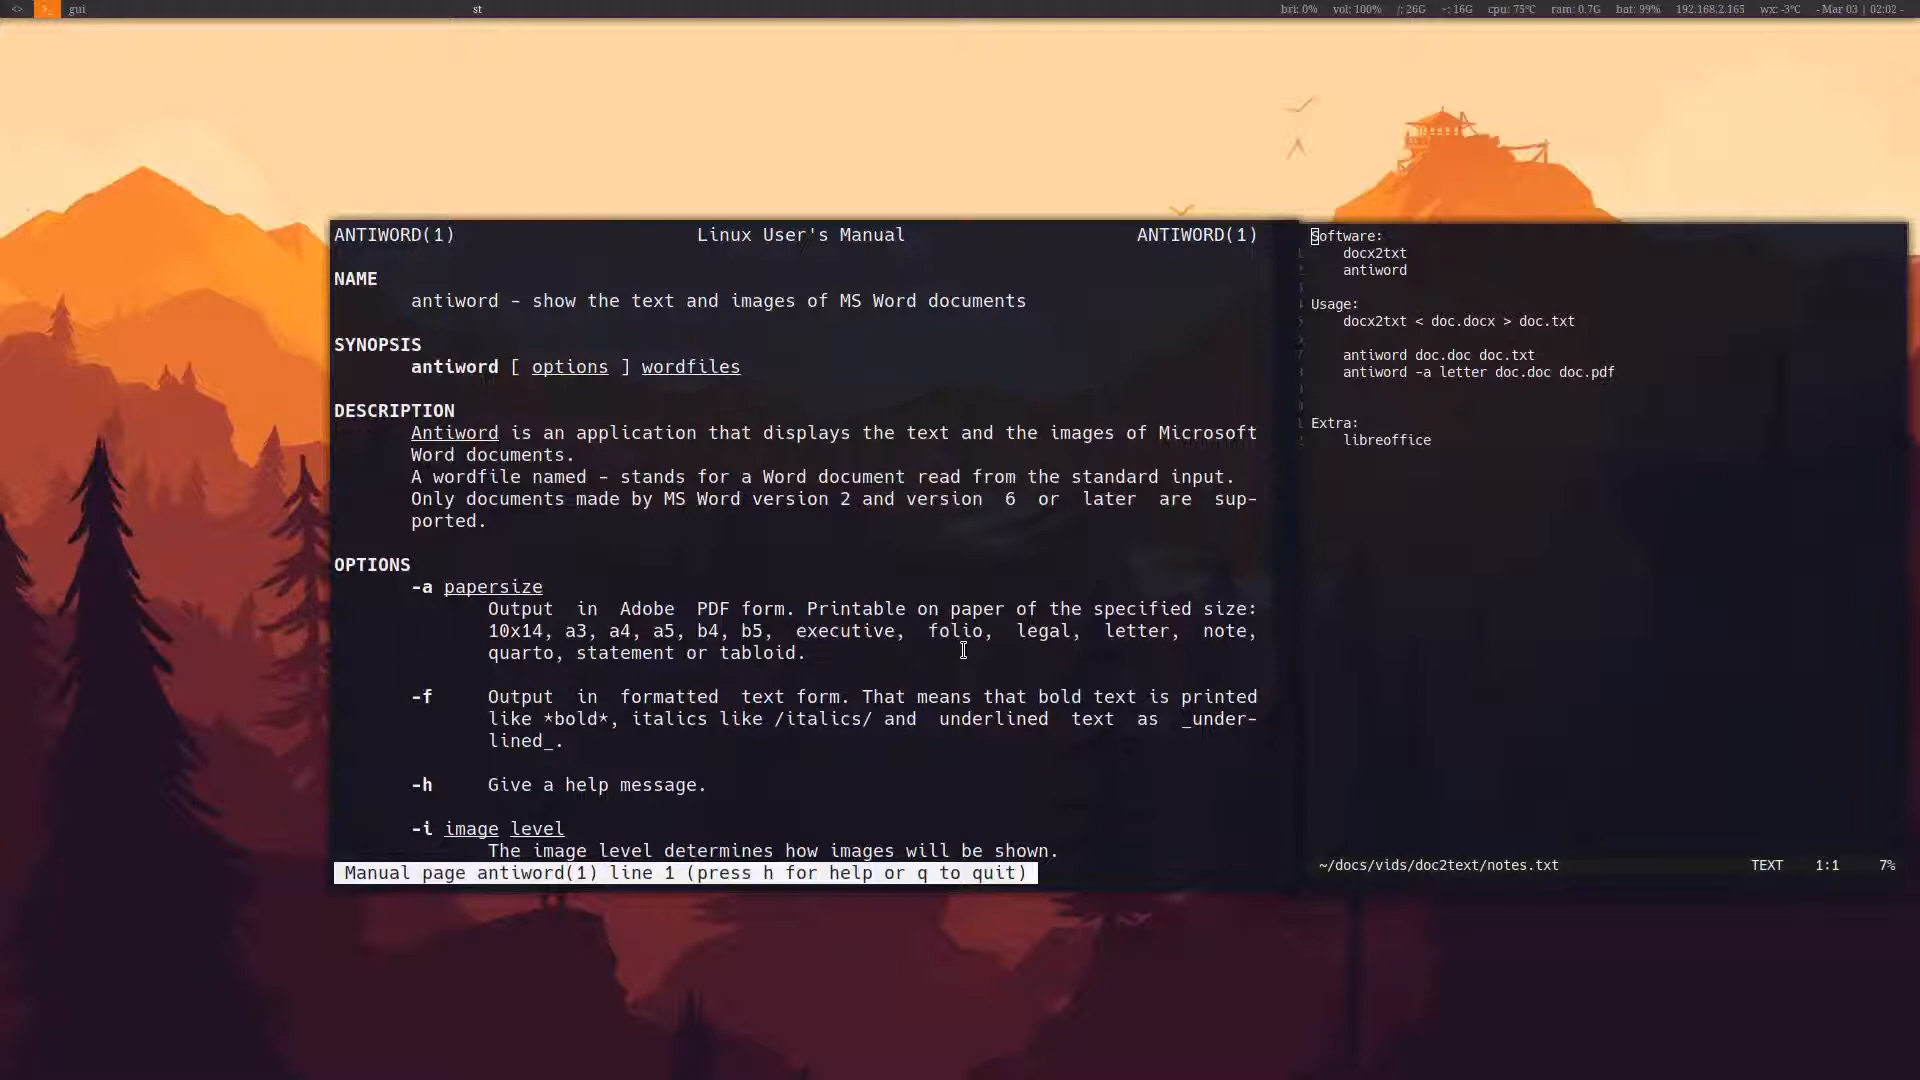 <> >_ gui st bri: 0% vol: 100% /: 26G ~: 16G cpu: 75°C ram: 0.7G bat: 99% 192.168.2.165 wx: -3°C - Mar 03 | 02:02 -
ANTIWORD(1) Linux User's Manual ANTIWORD(1)
NAME
antiword - show the text and images of MS Word documents
SYNOPSIS
antiword [ options ] wordfiles
DESCRIPTION
Antiword is an application that displays the text and the images of Microsoft
Word documents.
A wordfile named - stands for a Word document read from the standard input.
Only documents made by MS Word version 2 and version 6 or later are sup-
ported.
OPTIONS
-a papersize
Output in Adobe PDF form. Printable on paper of the specified size:
10x14, a3, a4, a5, b4, b5, executive, folio, legal, letter, note,
quarto, statement or tabloid.
-f Output in formatted text form. That means that bold text is printed
like *bold*, italics like /italics/ and underlined text as _under-
lined_.
-h Give a help message.
-i image level
The image level determines how images will be shown.
Manual page antiword(1) line 1 (press h for help or q to quit)
Software:
docx2txt
antiword
Usage:
docx2txt < doc.docx > doc.txt
antiword doc.doc doc.txt
antiword -a letter doc.doc doc.pdf
Extra:
libreoffice
~/docs/vids/doc2text/notes.txt TEXT 1:1 7%